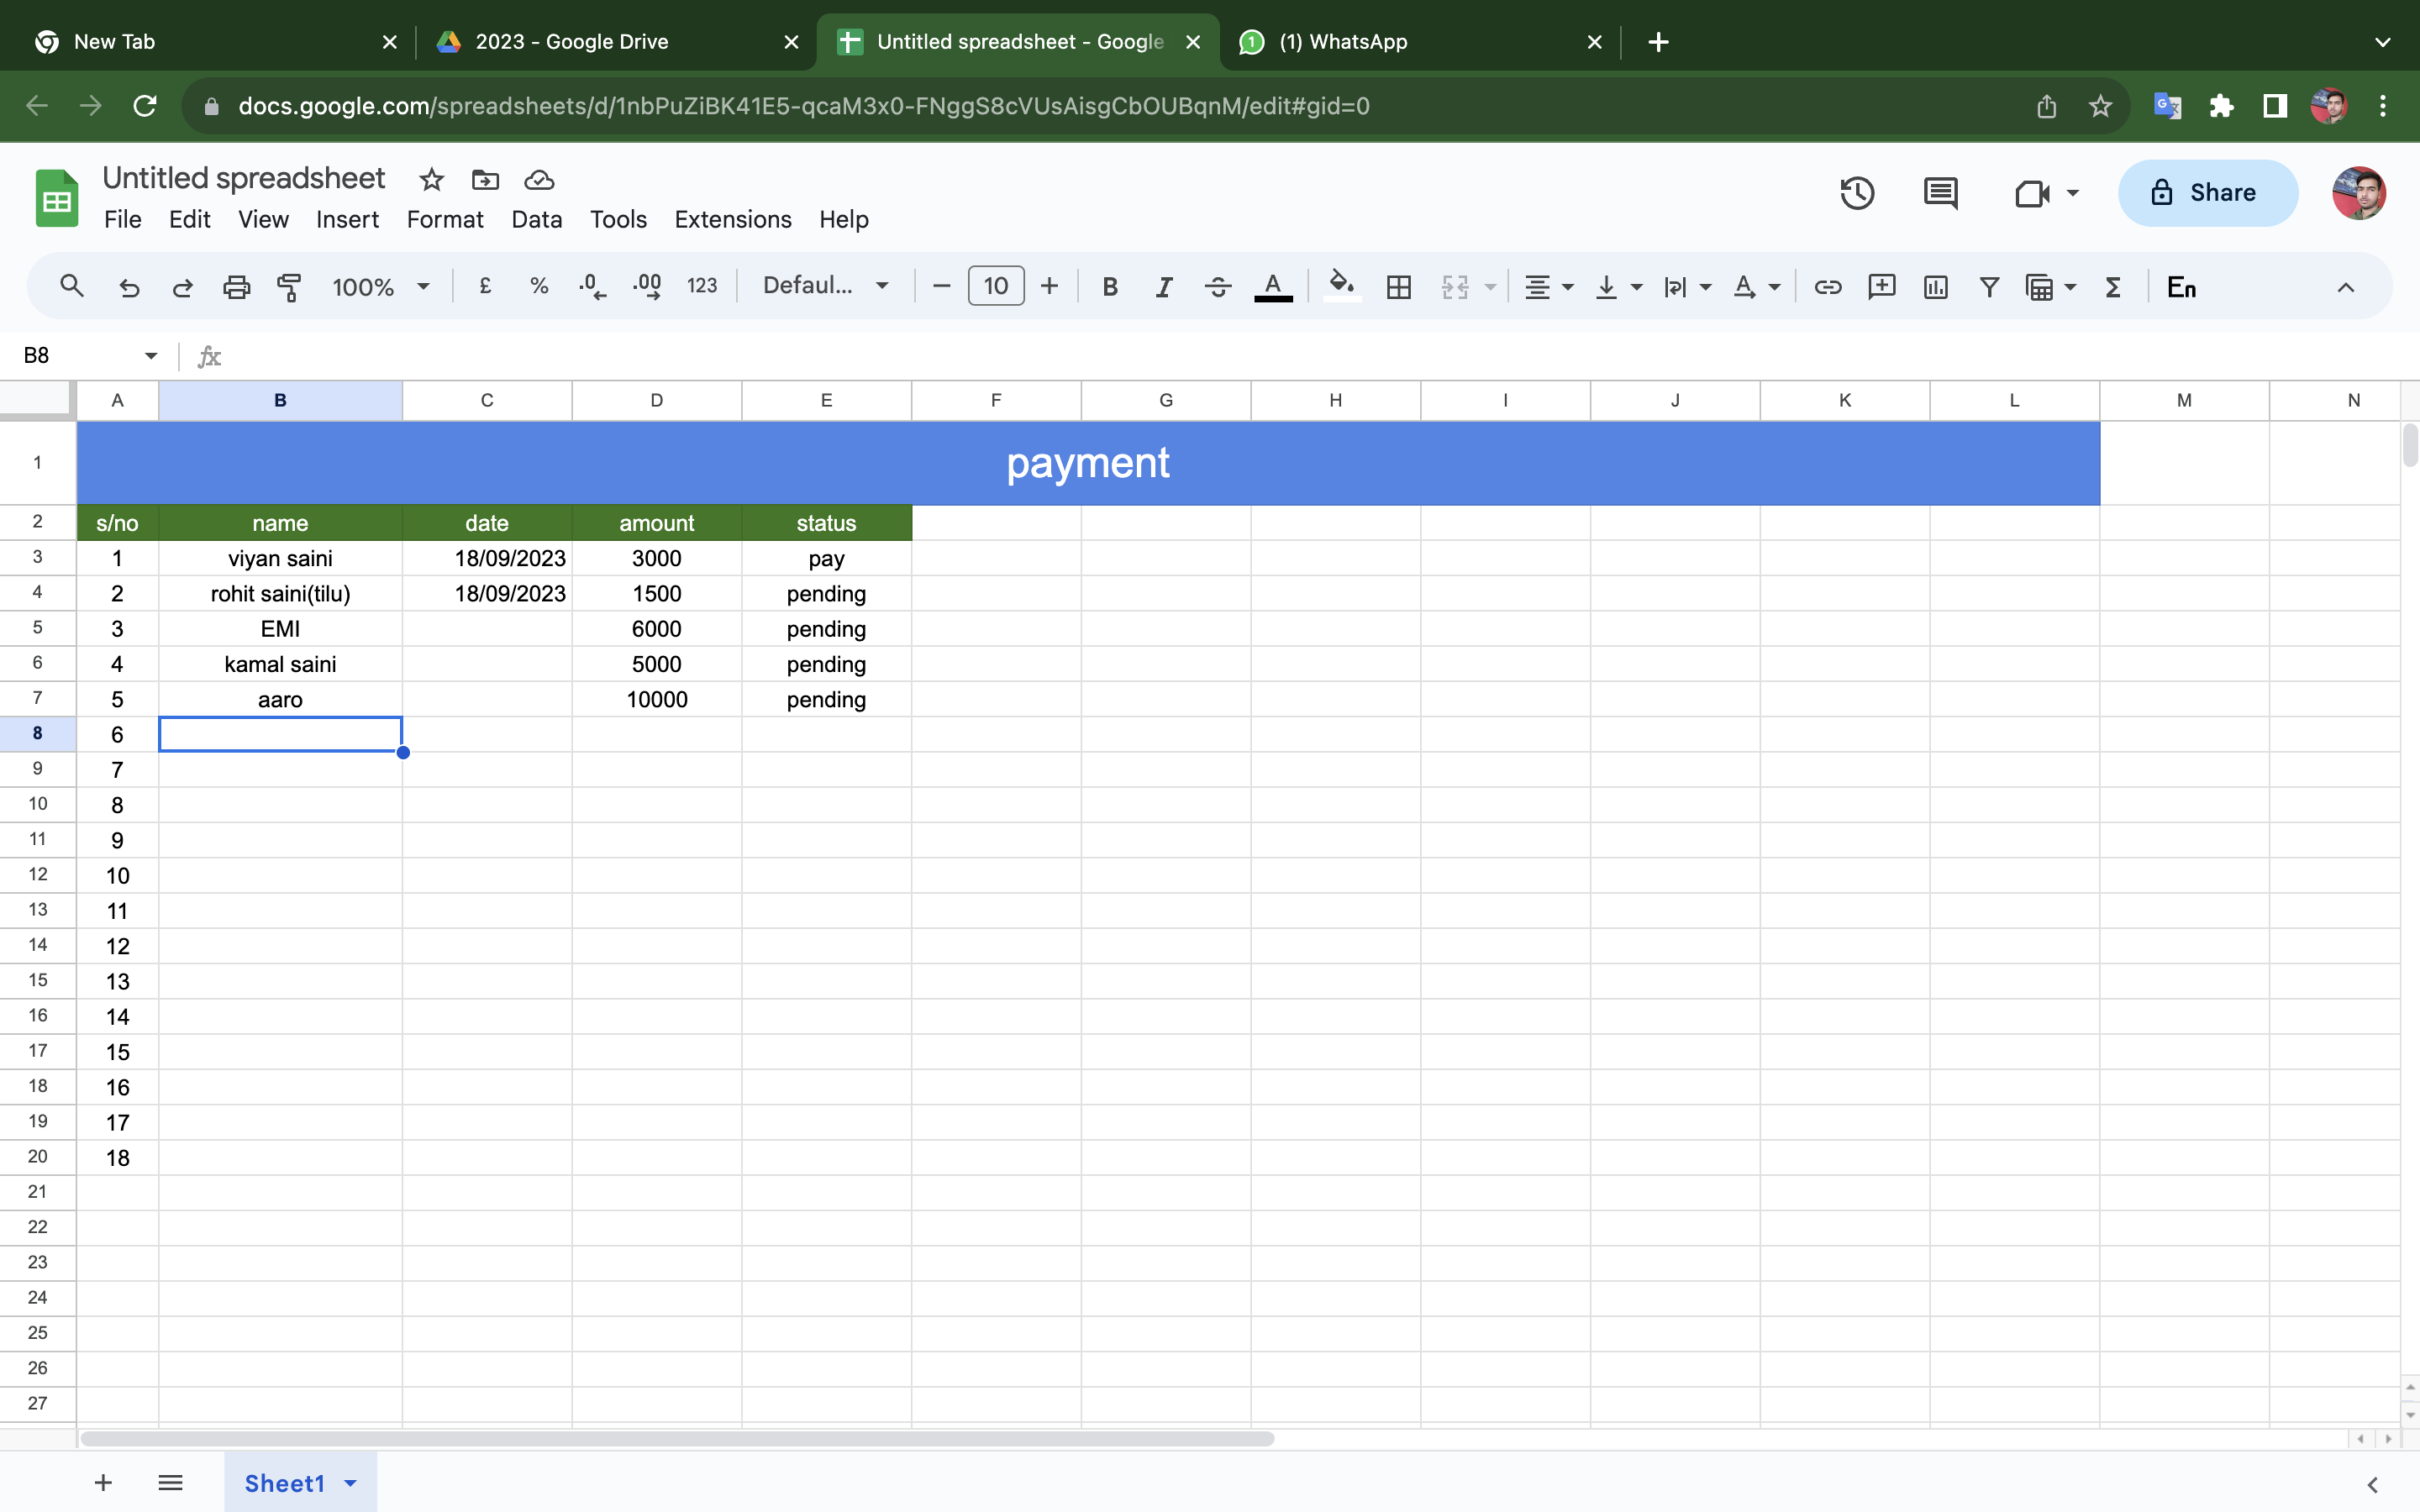 New Tab
2023 - Google Drive
Untitled spreadsheet - Google
1
(1) WhatsApp
docs.google.com/spreadsheets/d/1nbPuZiBK41E5-qcaM3x0-FNggS8cVUsAisgCbOUBqnM/edit#gid=0
Untitled spreadsheet
File Edit View Insert Format Data Tools Extensions Help
Share
100% £ % .0 .00 123 Defaul... 10 B I A Σ En
B8 fx
A B C D E F G H I J K L M N
1 payment
2 s/no name date amount status
3 1 viyan saini 18/09/2023 3000 pay
4 2 rohit saini(tilu) 18/09/2023 1500 pending
5 3 EMI 6000 pending
6 4 kamal saini 5000 pending
7 5 aaro 10000 pending
8 6
9 7
10 8
11 9
12 10
13 11
14 12
15 13
16 14
17 15
18 16
19 17
20 18
21
22
23
24
25
26
27
Sheet1